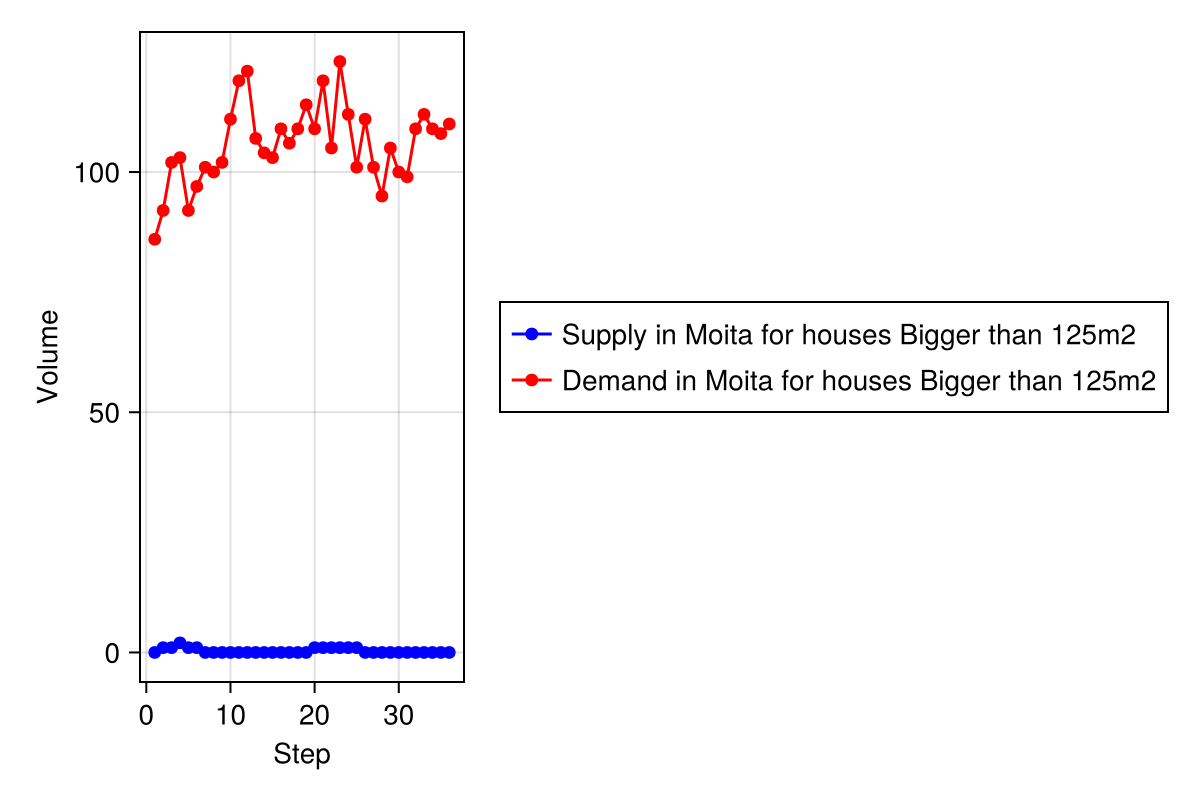 Volume
100
50
0
0 10 20 30
Step
Supply in Moita for houses Bigger than 125m2
Demand in Moita for houses Bigger than 125m2